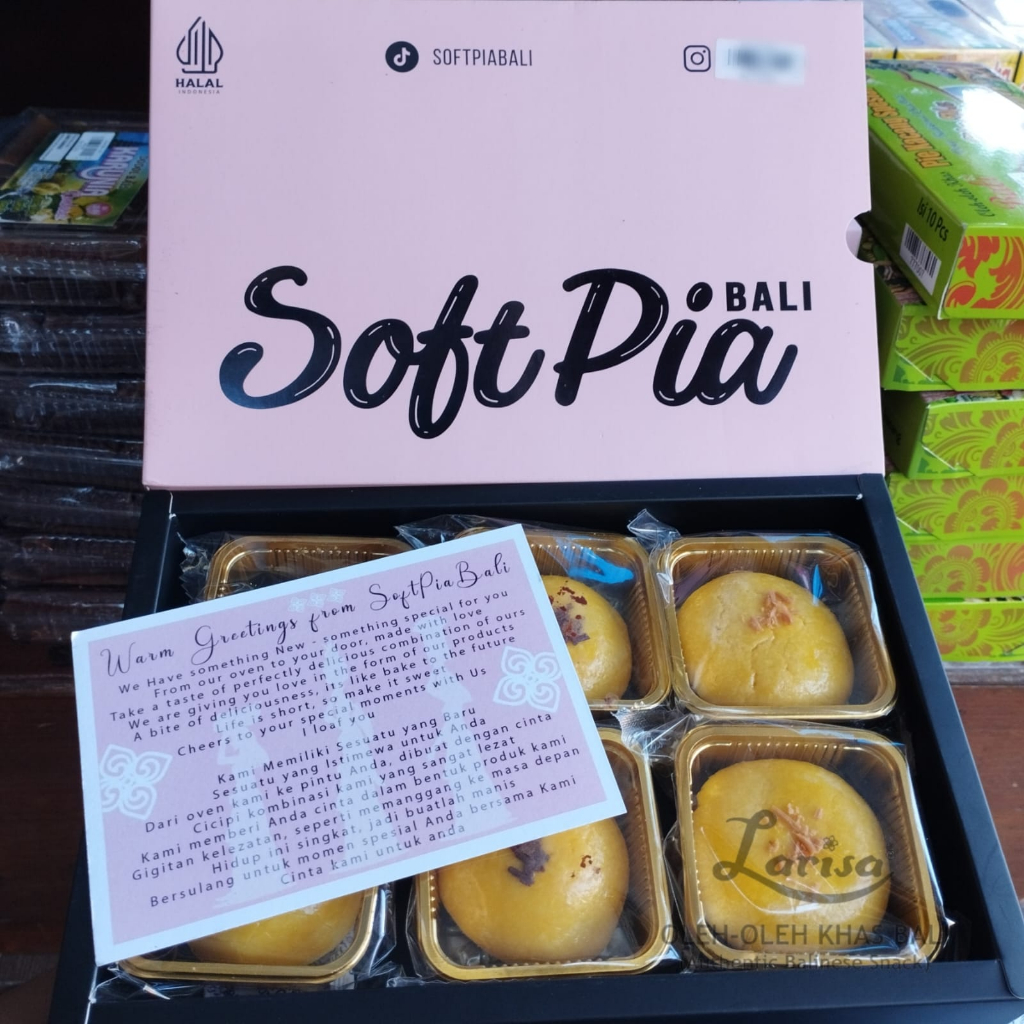 HALAL
INDONESIA
SOFTPIABALI
Soft Pia BALI
Warm Greetings from SoftPiaBali
We Have something New - something special for you
From our oven to your door, made with love
Take a taste of perfectly delicious combination of ours
We are giving you love in the form of our products
A bite of deliciousness, its like bake to the future
Life is short, so make it sweet
Cheers to your special moments with Us
I loaf you
Kami Memiliki Sesuatu yang Baru
Sesuatu yang Istimewa untuk Anda
Dari oven kami ke pintu Anda, dibuat dengan cinta
Cicipi kombinasi kami yang sangat lezat
Kami memberi Anda cinta dalam bentuk produk kami
Gigitan kelezatan, seperti memanggang ke masa depan
Hidup ini singkat, jadi buatlah manis
Bersulang untuk momen spesial Anda bersama Kami
Cinta kami untuk anda
Isi 10 Pcs
Larisa
OLEH-OLEH KHAS BALI
Authentic Balinese Snacky